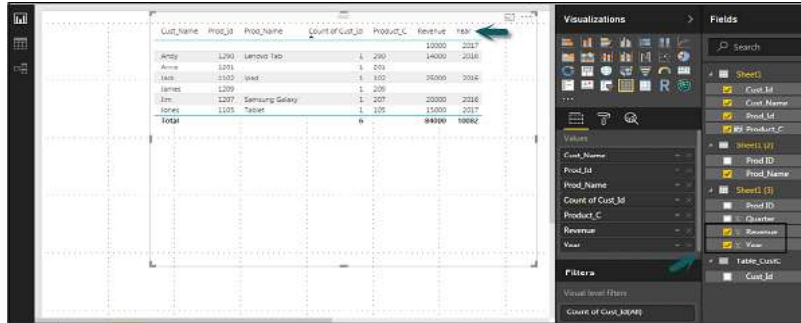 Cust_Name Prod_Id Prod_Name Count of Cust_Id Product_C Revenue Year
10000 2017
Andy 1290 Lenovo Tab 1 290 14000 2016
Anna 1201 1 201
Jack 1102 Ipad 1 102 25000 2016
James 1209 1 209
Jim 1207 Samsung Galaxy 1 207 20000 2016
Jones 1105 Tablet 1 105 15000 2017
Total 6 84000 10082
Visualizations
R
Values
Cust_Name
Prod_Id
Prod_Name
Count of Cust_Id
Product_C
Revenue
Year
Filters
Visual level filters
Count of Cust_Id(All)
Fields
Search
Sheet1
Cust_Id
Cust_Name
Prod_Id
Product_C
Sheet1 (2)
Prod ID
Prod_Name
Sheet1 (3)
Prod ID
Quarter
Revenue
Year
Table_CustC
Cust_Id